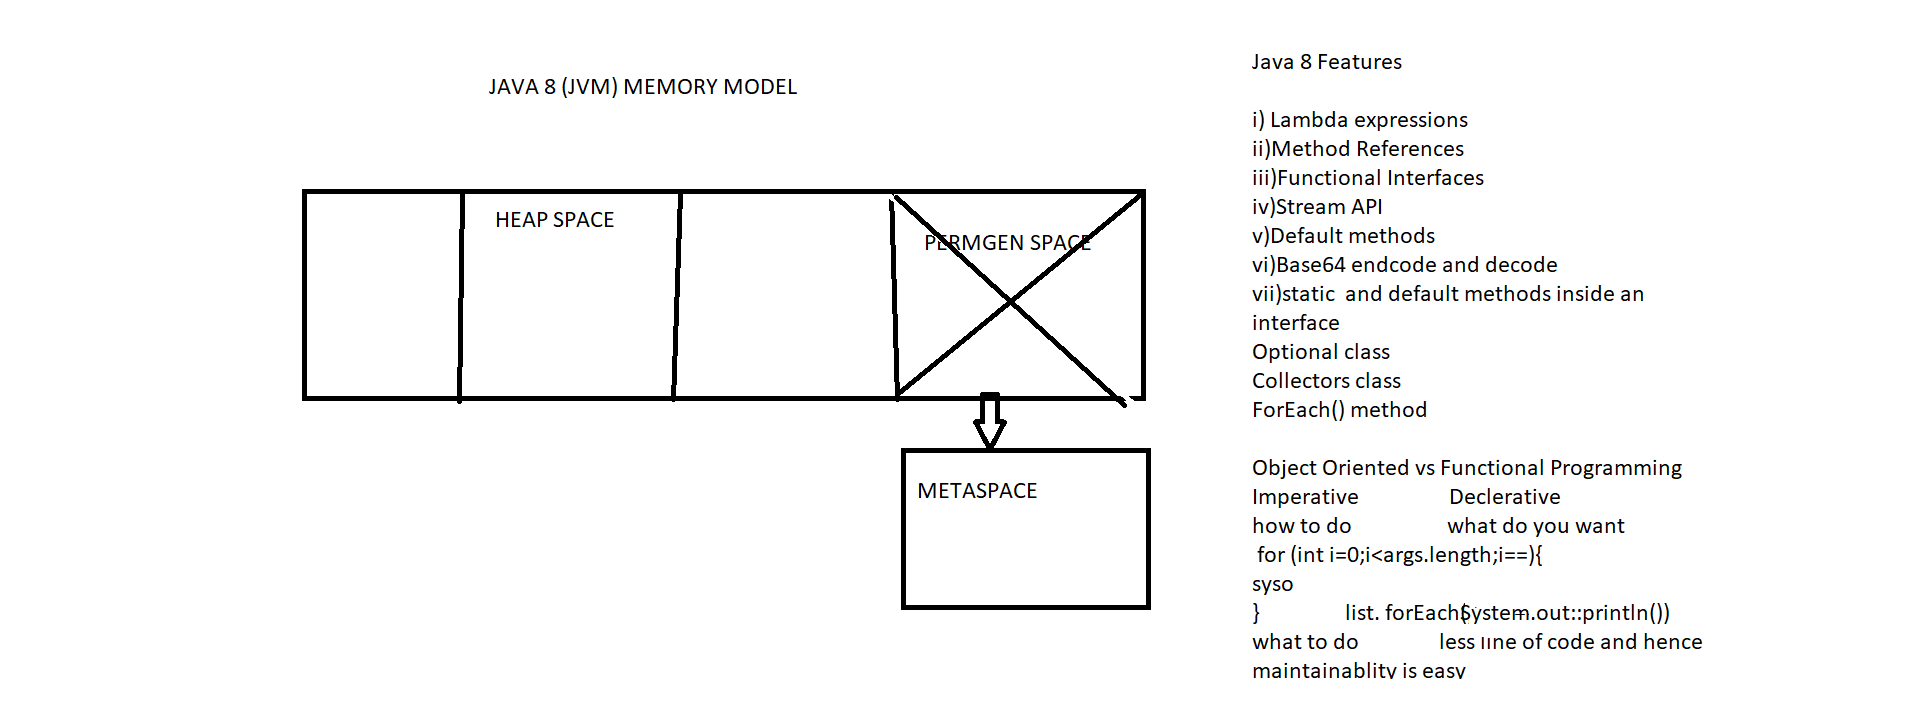 JAVA 8 (JVM) MEMORY MODEL
HEAP SPACE
PERMGEN SPACE
METASPACE
Java 8 Features
i) Lambda expressions
ii)Method References
iii)Functional Interfaces
iv)Stream API
v)Default methods
vi)Base64 endcode and decode
vii)static  and default methods inside an
interface
Optional class
Collectors class
ForEach() method
Object Oriented vs Functional Programming
Imperative Declerative
how to do what do you want
for (int i=0;i<args.length;i==){
syso
} list. forEach(System.out::println())
what to do less line of code and hence
maintainablity is easy